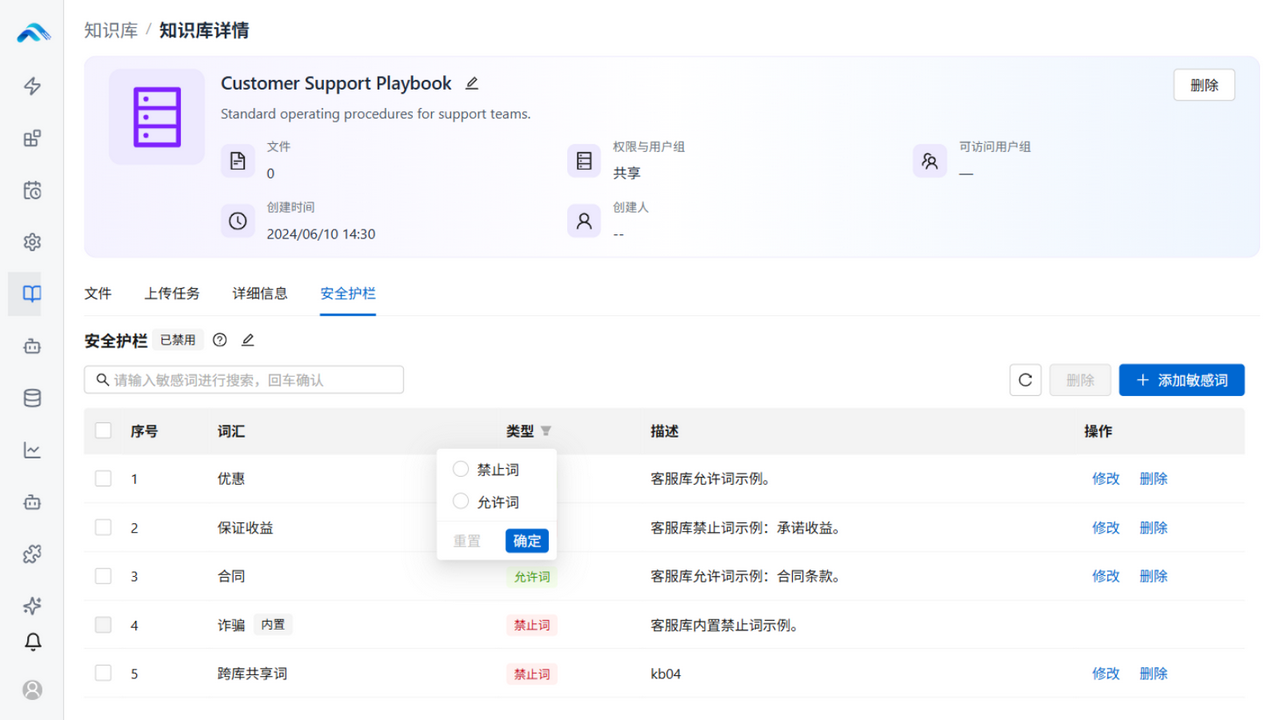 知识库 / 知识库详情
Customer Support Playbook
删除
Standard operating procedures for support teams.
文件
0
权限与用户组
共享
可访问用户组
—
创建时间
2024/06/10 14:30
创建人
--
文件 上传任务 详细信息 安全护栏
安全护栏 已禁用
请输入敏感词进行搜索，回车确认
删除 添加敏感词
序号 词汇 类型 描述 操作
1 优惠 客服库允许词示例。 修改 删除
2 保证收益 客服库禁止词示例：承诺收益。 修改 删除
3 合同 允许词 客服库允许词示例：合同条款。 修改 删除
4 诈骗 内置 禁止词 客服库内置禁止词示例。
5 跨库共享词 禁止词 kb04 修改 删除
禁止词
允许词
重置 确定